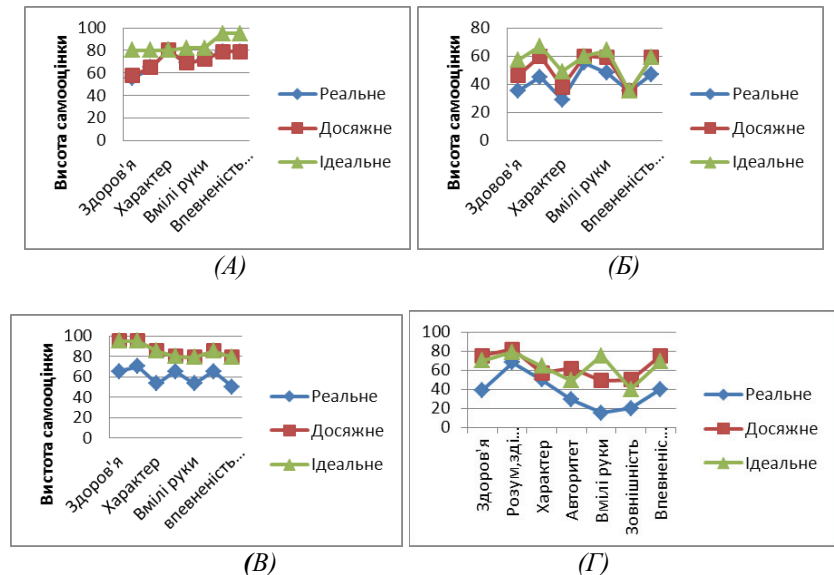 100
80
60
40
20
0
Висота самооцінки
Здоров'я
Характер
Вмілі руки
Впевненість...
Реальне
Досяжне
Ідеальне
(А)
60
40
20
0
Висота самооцінки
Здовов'я
Характер
Вмілі руки
Впевненість...
Реальне
Досяжне
Ідеальне
(Б)
100
80
60
40
20
0
Вистота самооцінки
Здоров'я
Характер
Вмілі руки
впевненість...
Реальне
Досяжне
Ідеальне
(В)
100
80
60
40
20
0
Здоров'я
Розум,зді...
Характер
Авторитет
Вмілі руки
Зовнішність
Впевненіс...
Реальне
Досяжне
Ідеальне
(Г)